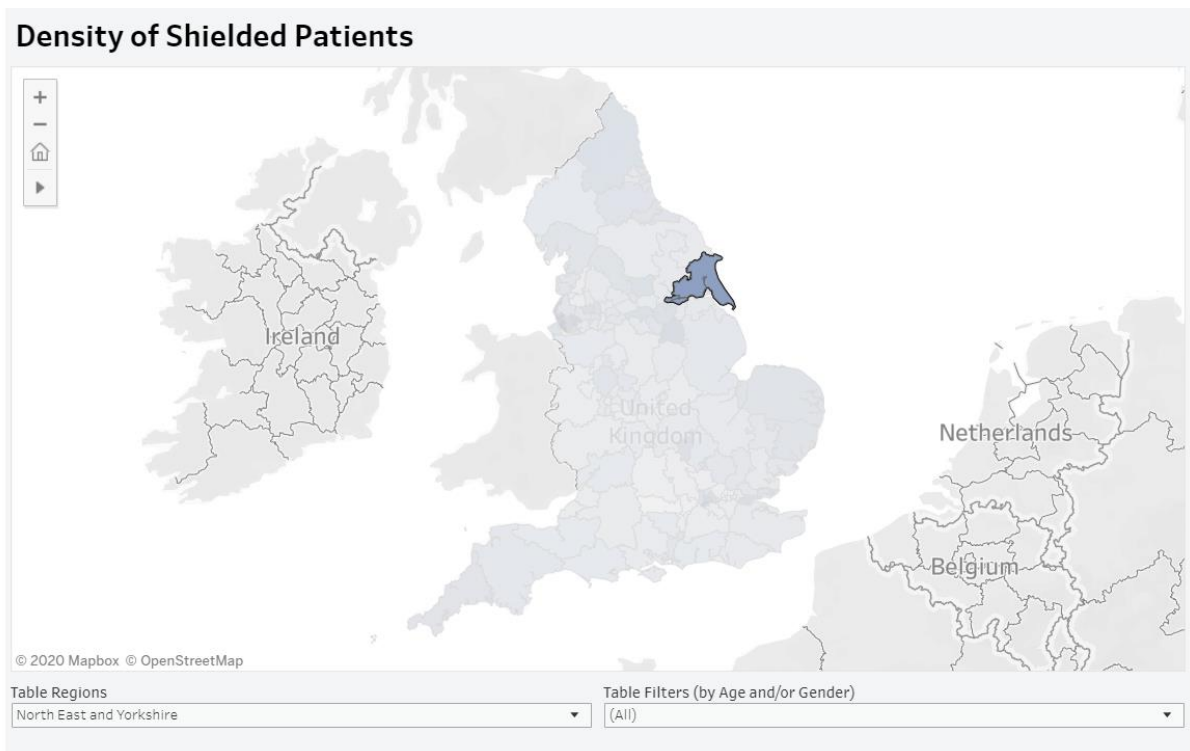 Density of Shielded Patients
+
−
Ireland
United
Kingdom
Netherlands
Belgium
© 2020 Mapbox © OpenStreetMap
Table Regions
North East and Yorkshire
Table Filters (by Age and/or Gender)
(All)